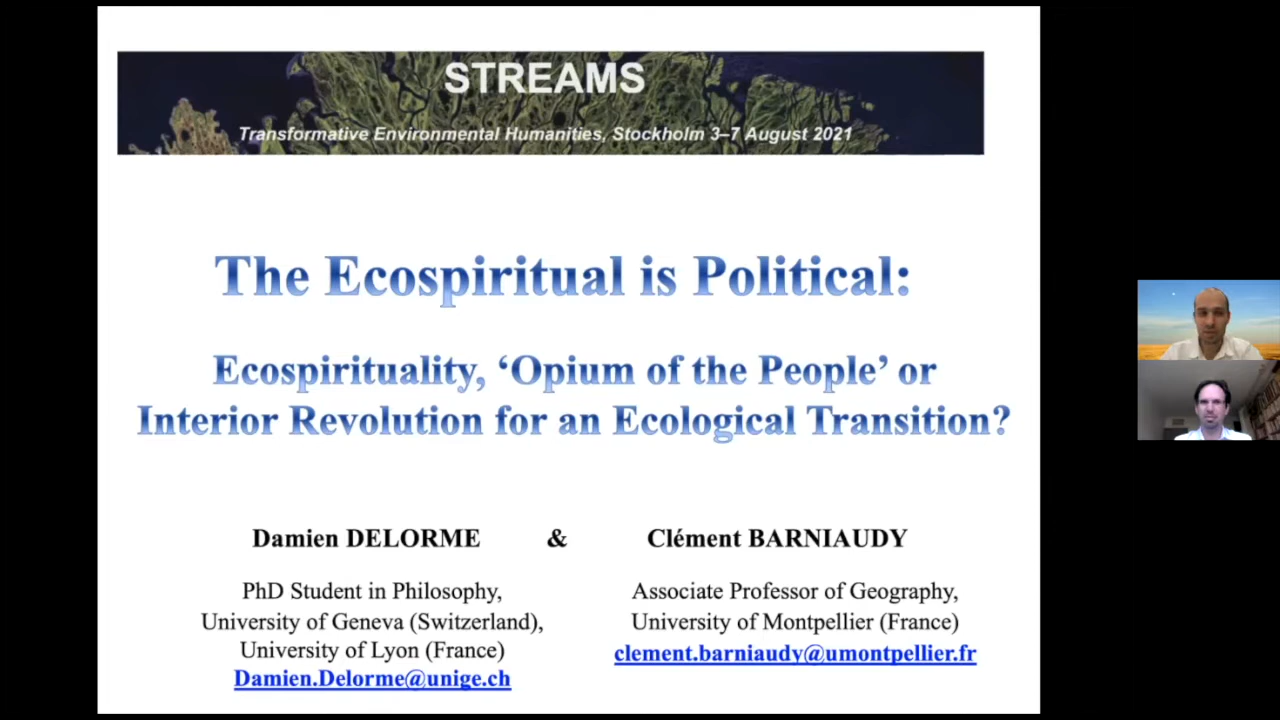 STREAMS
Transformative Environmental Humanities, Stockholm 3–7 August 2021
The Ecospiritual is Political:
Ecospirituality, ‘Opium of the People’ or
Interior Revolution for an Ecological Transition?
Damien DELORME & Clément BARNIAUDY
PhD Student in Philosophy,
University of Geneva (Switzerland),
University of Lyon (France)
Damien.Delorme@unige.ch
Associate Professor of Geography,
University of Montpellier (France)
clement.barniaudy@umontpellier.fr